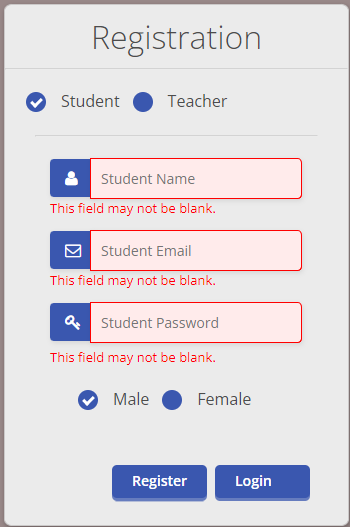 Registration
Student Teacher
Student Name
This field may not be blank.
Student Email
This field may not be blank.
Student Password
This field may not be blank.
Male Female
Register Login